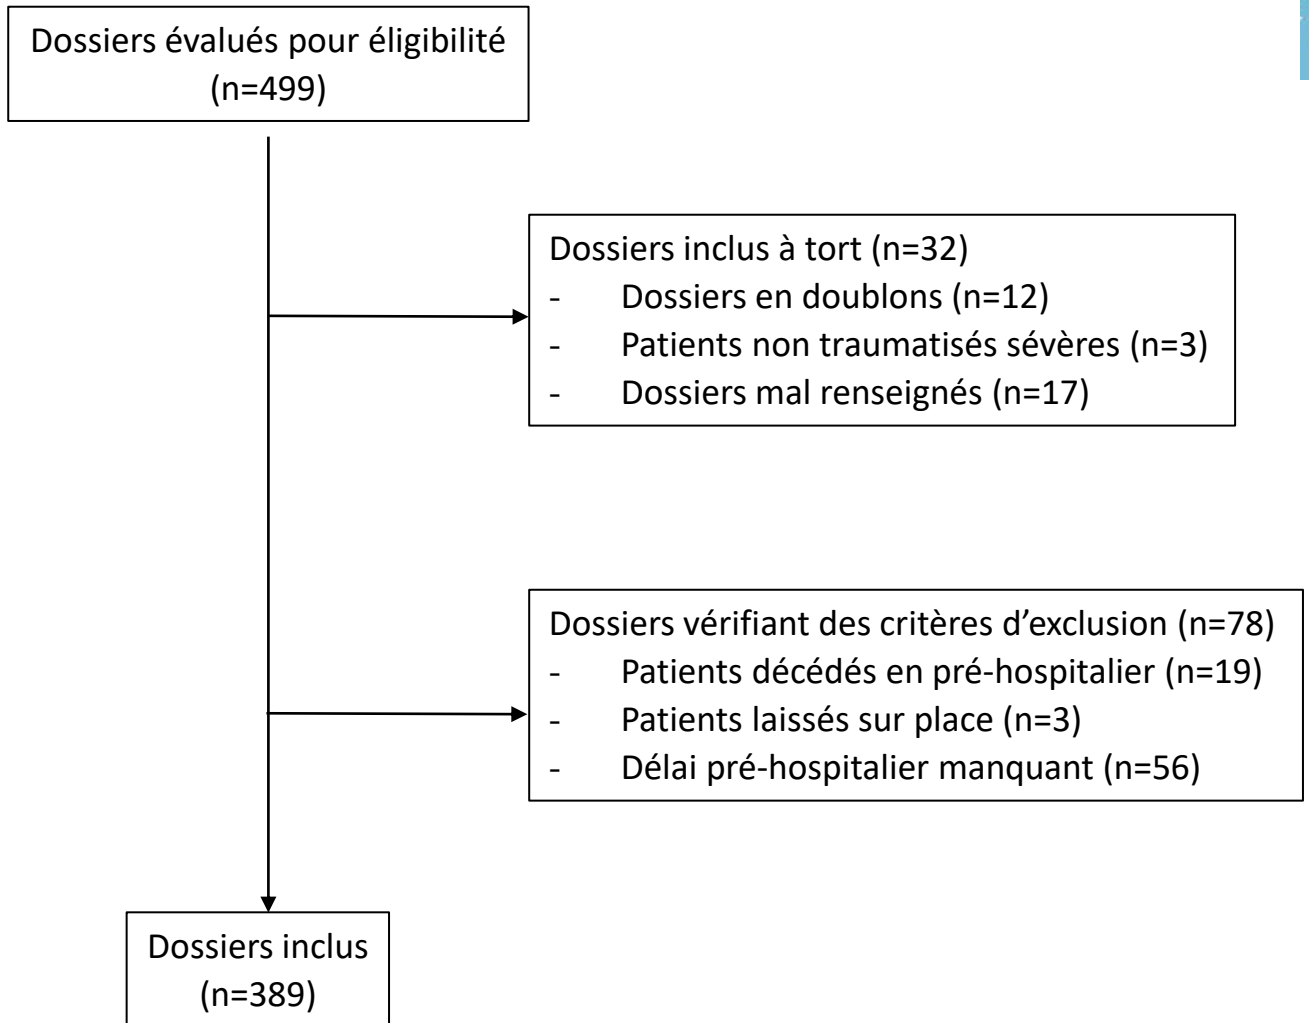 Dossiers évalués pour éligibilité
(n=499)
Dossiers inclus à tort (n=32)
- Dossiers en doublons (n=12)
- Patients non traumatisés sévères (n=3)
- Dossiers mal renseignés (n=17)
Dossiers vérifiant des critères d’exclusion (n=78)
- Patients décédés en pré-hospitalier (n=19)
- Patients laissés sur place (n=3)
- Délai pré-hospitalier manquant (n=56)
Dossiers inclus
(n=389)